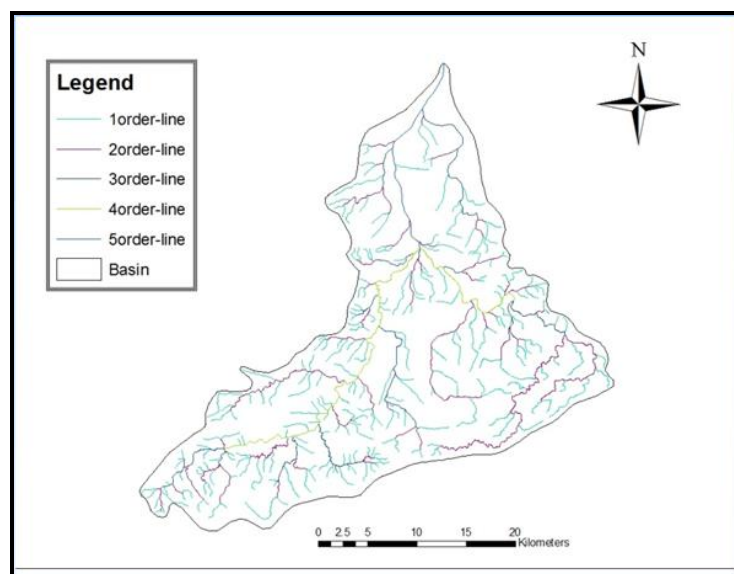 N
Legend
1order-line
2order-line
3order-line
4order-line
5order-line
Basin
0 2.5 5 10 15 20
Kilometers